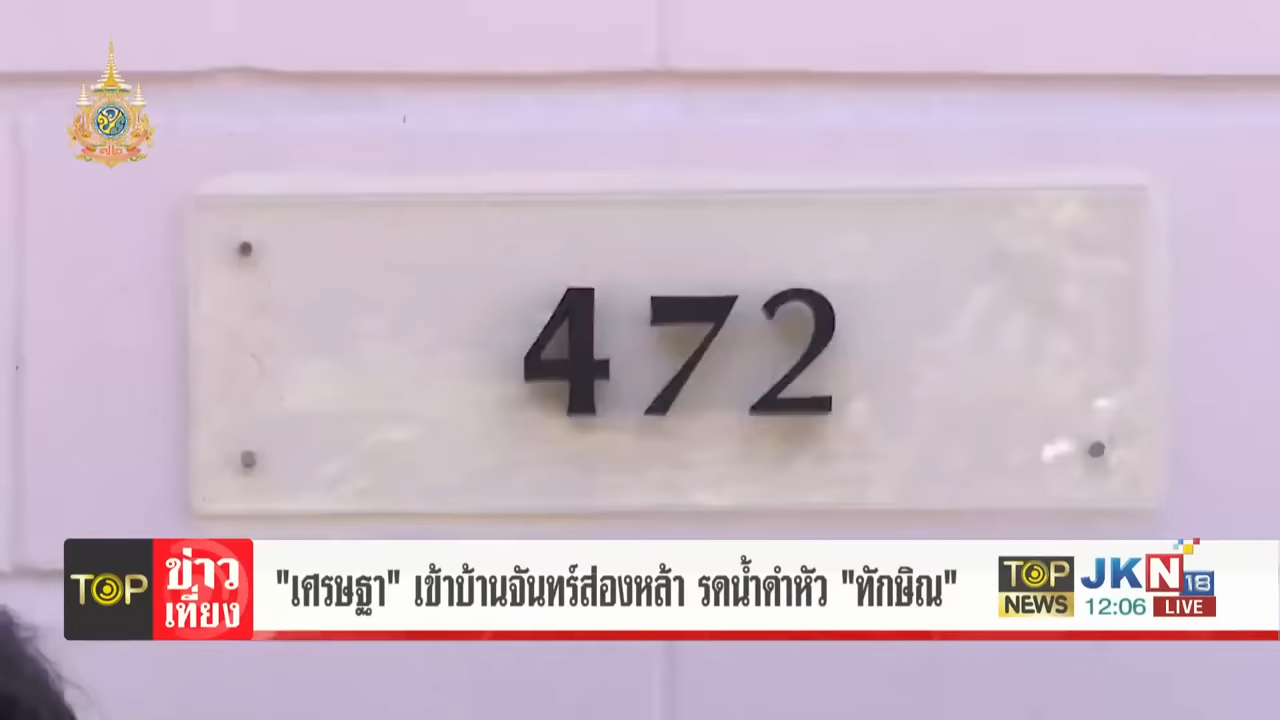 472
TOP
ข่าว
เที่ยง
"เศรษฐา" เข้าบ้านจันทร์ส่องหล้า รดน้ำดำหัว "ทักษิณ"
TOP
NEWS
JKN18
12:06 LIVE